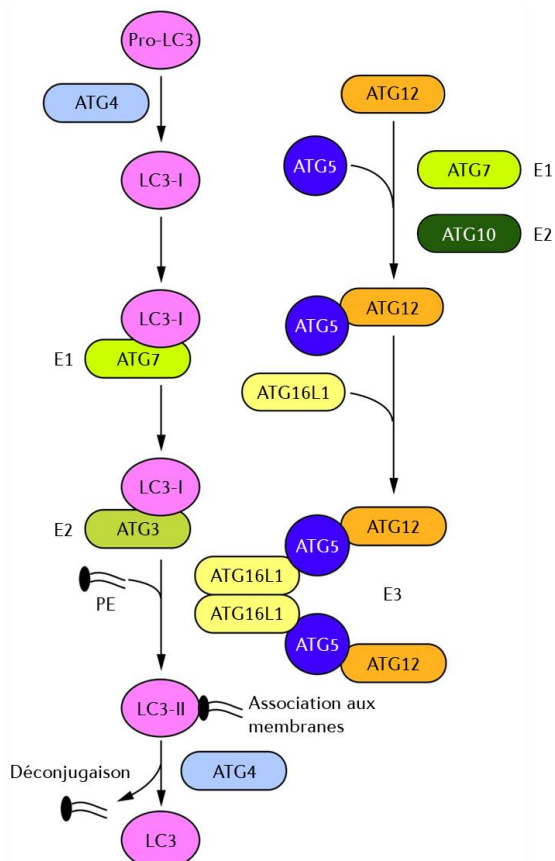 Pro-LC3
ATG4
LC3-I
LC3-I
E1
ATG7
LC3-I
E2
ATG3
PE
LC3-II
Association aux
membranes
Déconjugaison
ATG4
LC3
ATG12
ATG5
ATG7
E1
ATG10
E2
ATG12
ATG5
ATG16L1
ATG12
ATG5
ATG16L1
E3
ATG16L1
ATG5
ATG12